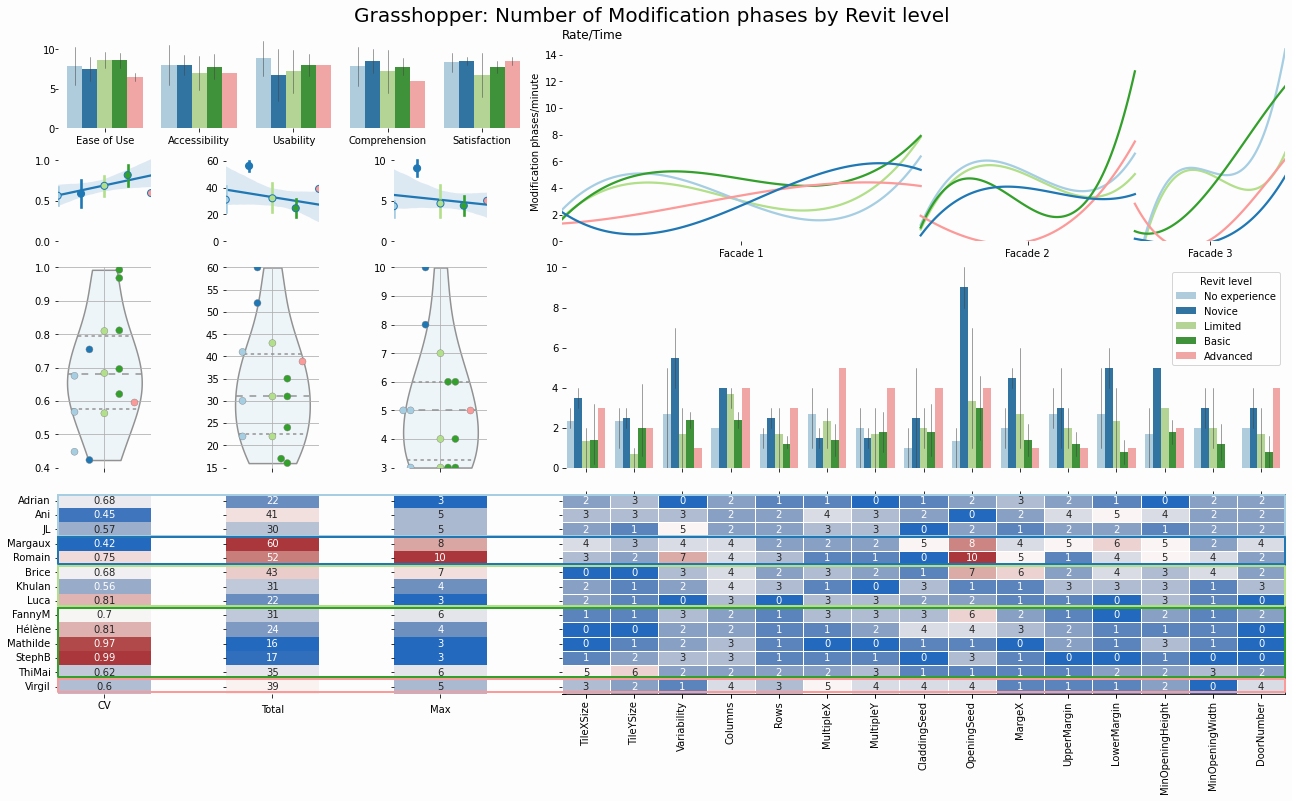 Grasshopper: Number of Modification phases by Revit level
10
5
0
Ease of Use
Accessibility
Usability
Comprehension
Satisfaction
Rate/Time
Modification phases/minute
14
12
10
8
6
4
2
0
Facade 1
Facade 2
Facade 3
1.0
0.5
0.0
60
40
20
0
10
5
0
1.0
0.9
0.8
0.7
0.6
0.5
0.4
60
55
50
45
40
35
30
25
20
15
10
9
8
7
6
5
4
3
10
8
6
4
2
0
Revit level
No experience
Novice
Limited
Basic
Advanced
Adrian 0.68 22 3 2 3 0 2 1 1 0 1 2 3 2 1 0 2 2
Ani 0.45 41 5 3 3 3 2 2 4 3 2 0 2 4 5 4 2 2
JL 0.57 30 5 2 1 5 2 2 3 3 0 2 1 2 2 1 2 2
Margaux 0.42 60 8 4 3 4 4 2 2 2 5 8 4 5 6 5 2 4
Romain 0.75 52 10 3 2 7 4 3 1 1 0 10 5 1 4 5 4 2
Brice 0.68 43 7 0 0 3 4 2 3 2 1 7 6 2 4 3 4 2
Khulan 0.56 31 4 2 1 2 4 3 1 0 3 2 1 3 3 3 1 3
Luca 0.81 22 3 2 1 0 3 0 3 3 2 2 1 1 0 3 1 0
FannyM 0.7 31 6 1 1 3 2 1 3 3 3 6 2 1 0 2 1 2
Hélène 0.81 24 4 0 0 2 2 1 1 2 4 4 3 2 1 1 1 0
Mathilde 0.97 16 3 0 1 2 3 1 0 0 1 1 0 2 1 3 1 0
StephB 0.99 17 3 1 2 3 3 1 1 1 0 3 1 0 0 1 0 0
ThiMai 0.62 35 6 5 6 2 2 2 2 3 1 1 1 1 2 2 3 2
Virgil 0.6 39 5 3 2 1 4 3 5 4 4 4 1 1 1 2 0 4
CV
Total
Max
TileXSize
TileYSize
Variability
Columns
Rows
MultipleX
MultipleY
CladdingSeed
OpeningSeed
MargeX
UpperMargin
LowerMargin
MinOpeningHeight
MinOpeningWidth
DoorNumber